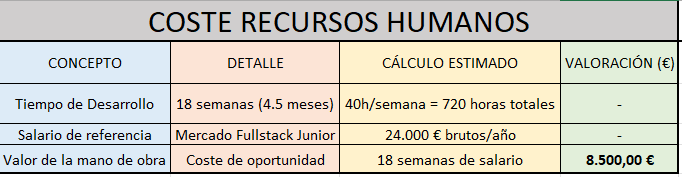 COSTE RECURSOS HUMANOS
CONCEPTO DETALLE CÁLCULO ESTIMADO VALORACIÓN (€)
Tiempo de Desarrollo 18 semanas (4.5 meses) 40h/semana = 720 horas totales -
Salario de referencia Mercado Fullstack Junior 24.000 € brutos/año -
Valor de la mano de obra Coste de oportunidad 18 semanas de salario 8.500,00 €